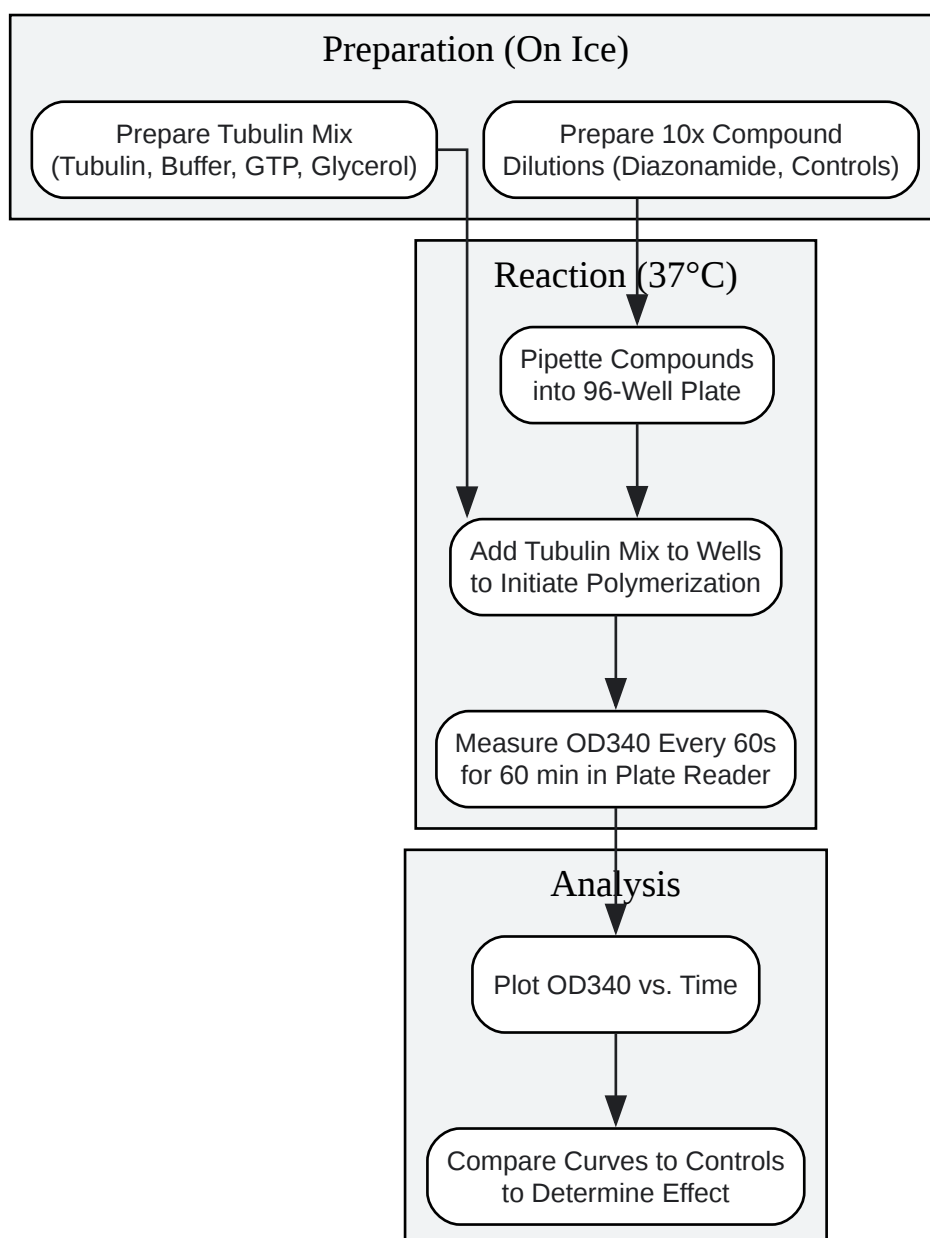 Preparation (On Ice)
Prepare Tubulin Mix
(Tubulin, Buffer, GTP, Glycerol)
Prepare 10x Compound
Dilutions (Diazonamide, Controls)
Reaction (37°C)
Pipette Compounds
into 96-Well Plate
Add Tubulin Mix to Wells
to Initiate Polymerization
Measure OD340 Every 60s
for 60 min in Plate Reader
Analysis
Plot OD340 vs. Time
Compare Curves to Controls
to Determine Effect